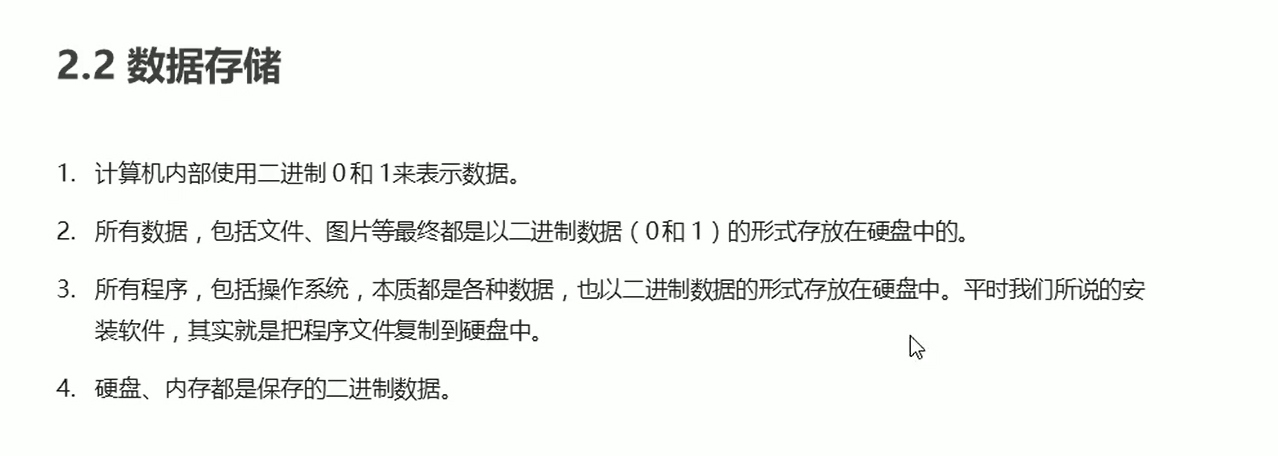 2.2 数据存储
1. 计算机内部使用二进制 0 和 1来表示数据。
2. 所有数据，包括文件、图片等最终都是以二进制数据（0 和 1）的形式存放在硬盘中的。
3. 所有程序，包括操作系统，本质都是各种数据，也以二进制数据的形式存放在硬盘中。平时我们所说的安
装软件，其实就是把程序文件复制到硬盘中。
4. 硬盘、内存都是保存的二进制数据。